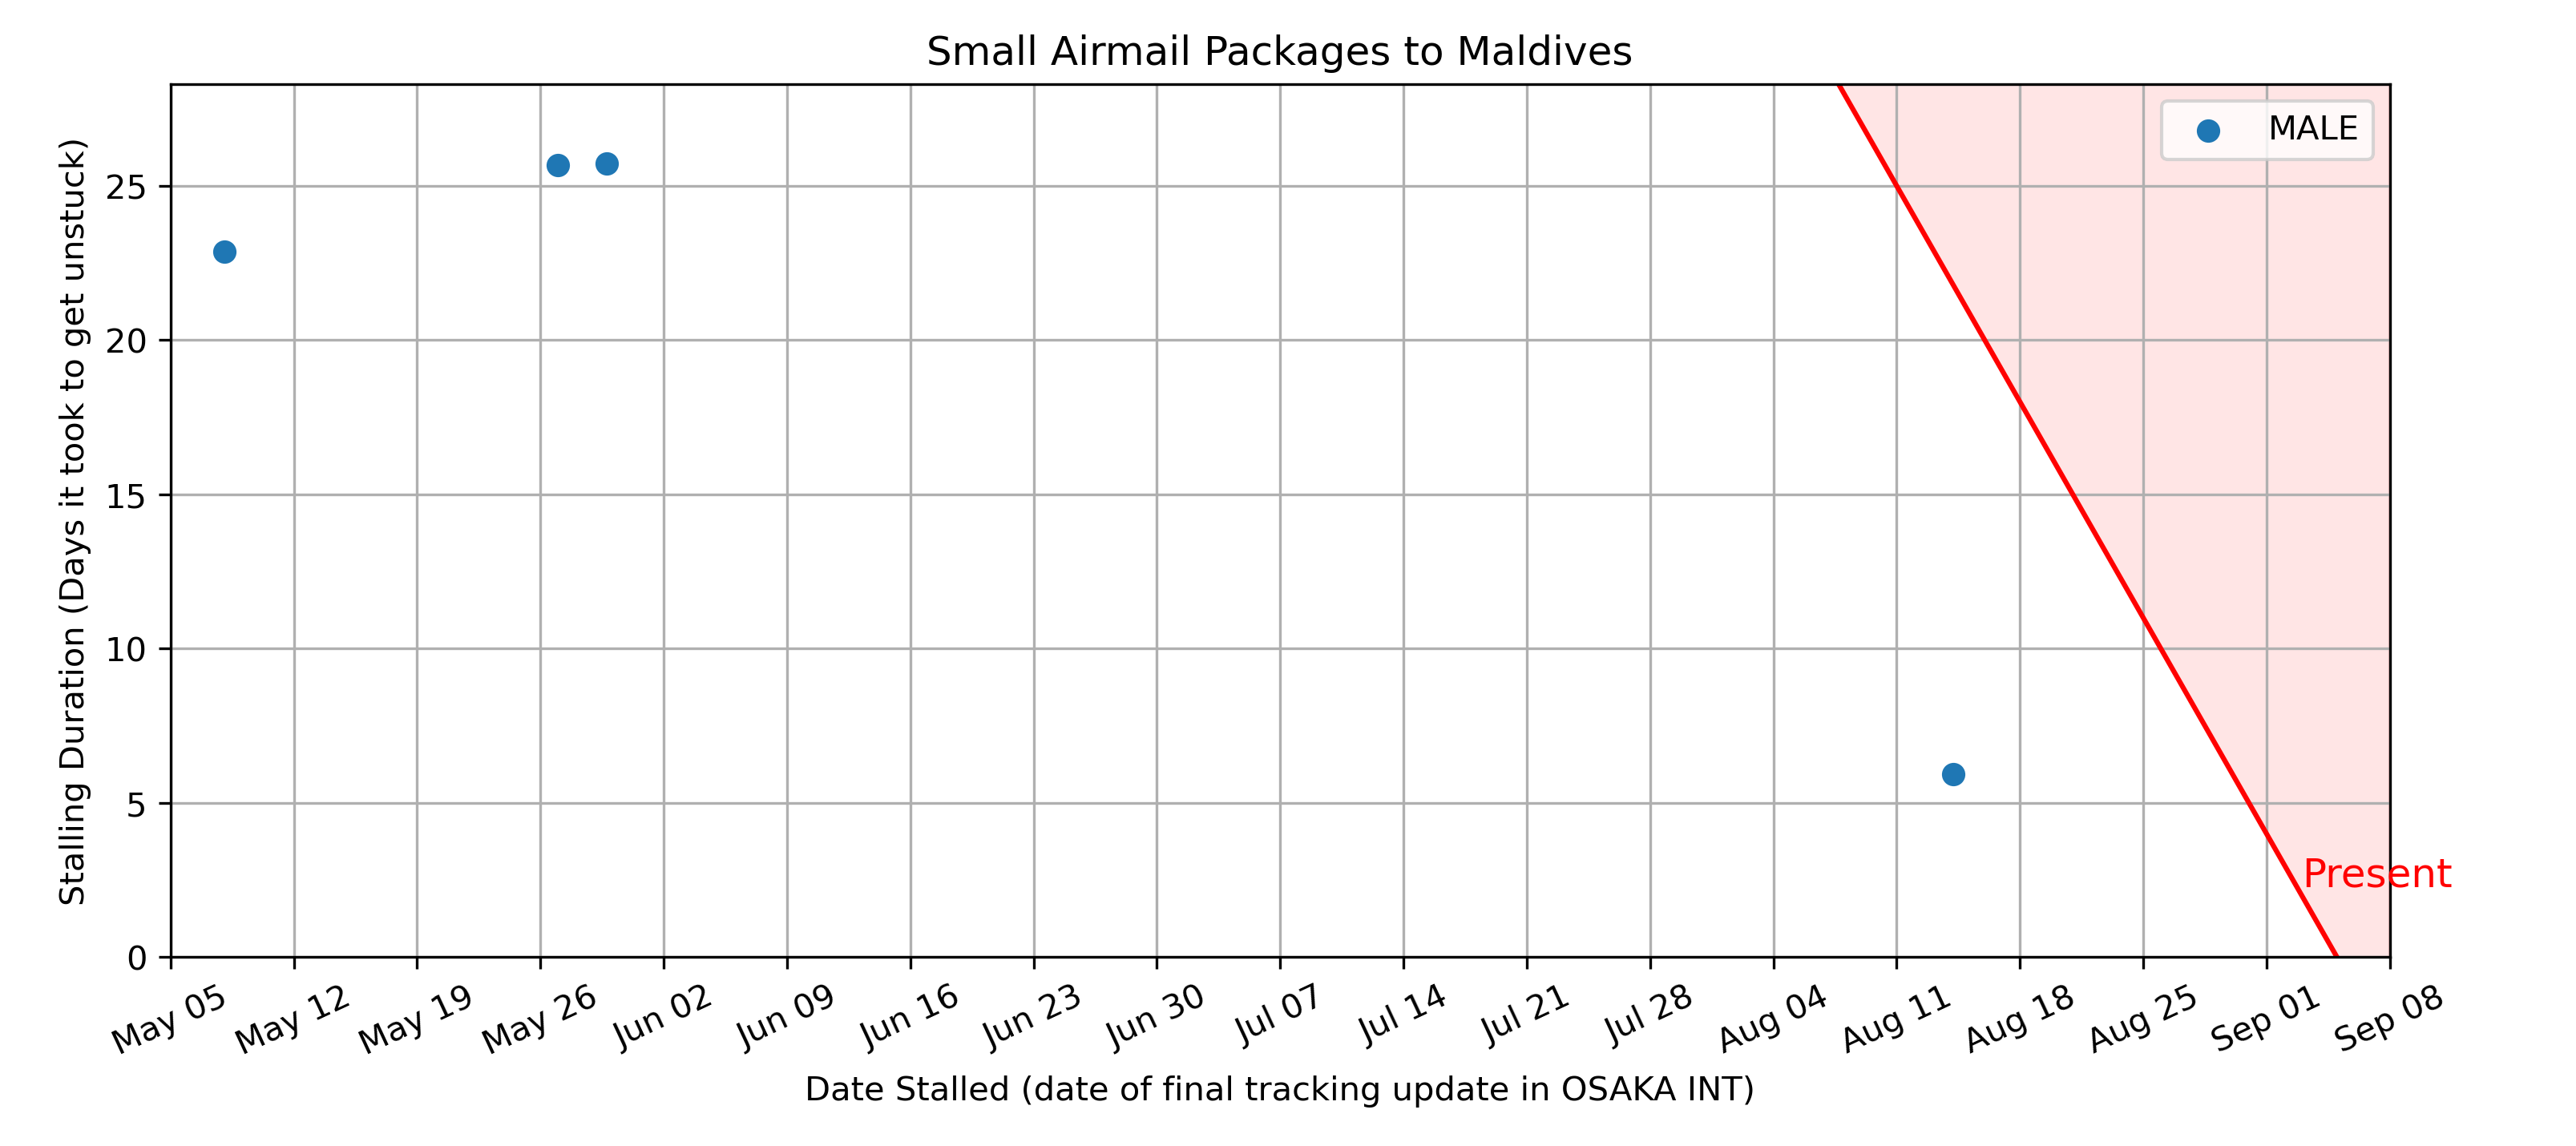 Small Airmail Packages to Maldives
MALE
Stalling Duration (Days it took to get unstuck)
25
20
15
10
5
0
Present
May 05
May 12
May 19
May 26
Jun 02
Jun 09
Jun 16
Jun 23
Jun 30
Jul 07
Jul 14
Jul 21
Jul 28
Aug 04
Aug 11
Aug 18
Aug 25
Sep 01
Sep 08
Date Stalled (date of final tracking update in OSAKA INT)